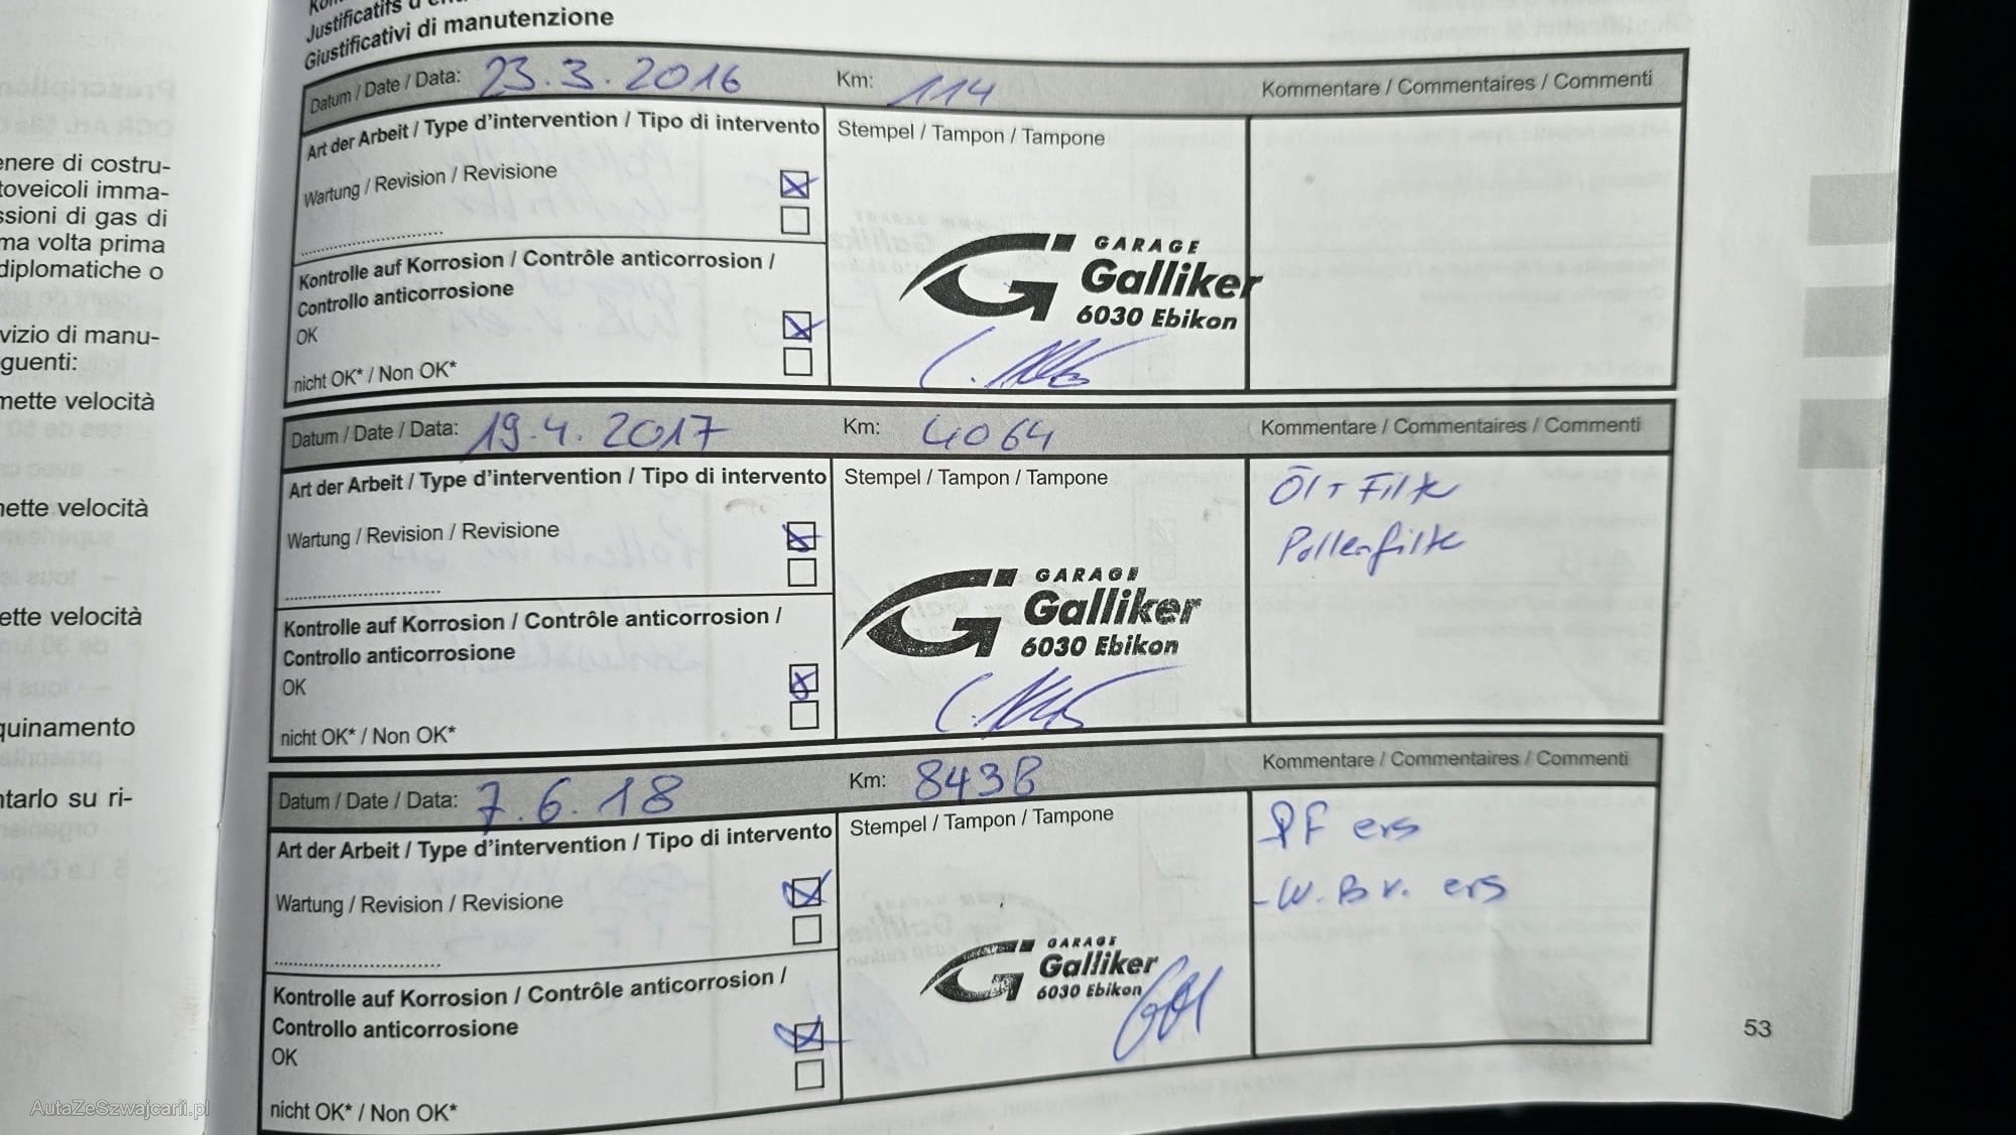 Justificatifs d'en
Giustificativi di manutenzione
enere di costru-
toveicoli imma-
ssioni di gas di
ma volta prima
diplomatiche o
vizio di manu-
guenti:
mette velocità
nette velocità
ette velocità
quinamento
ntarlo su ri-
Datum / Date / Data: 23.3.2016 Km: 114 Kommentare / Commentaires / Commenti
Art der Arbeit / Type d'intervention / Tipo di intervento
Stempel / Tampon / Tampone
Wartung / Revision / Revisione
Kontrolle auf Korrosion / Contrôle anticorrosion /
Controllo anticorrosione
OK
nicht OK* / Non OK*
GARAGE
Galliker
6030 Ebikon
Datum / Date / Data: 19.4.2017 Km: 4064 Kommentare / Commentaires / Commenti
Art der Arbeit / Type d'intervention / Tipo di intervento
Stempel / Tampon / Tampone
Wartung / Revision / Revisione
Kontrolle auf Korrosion / Contrôle anticorrosion /
Controllo anticorrosione
OK
nicht OK* / Non OK*
GARAGE
Galliker
6030 Ebikon
Öl + Filter
Pollenfilter
Datum / Date / Data: 7.6.18 Km: 8438 Kommentare / Commentaires / Commenti
Art der Arbeit / Type d'intervention / Tipo di intervento
Stempel / Tampon / Tampone
Wartung / Revision / Revisione
Kontrolle auf Korrosion / Contrôle anticorrosion /
Controllo anticorrosione
OK
nicht OK* / Non OK*
GARAGE
Galliker
6030 Ebikon
PF ers
- W. Br. ers
53
AutaZeSzwajcarii.pl